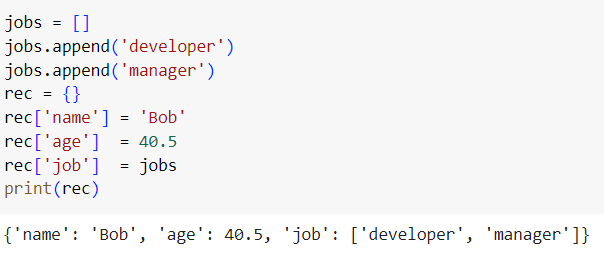 jobs = []
jobs.append('developer')
jobs.append('manager')
rec = {}
rec['name'] = 'Bob'
rec['age']  = 40.5
rec['job']  = jobs
print(rec)
{'name': 'Bob', 'age': 40.5, 'job': ['developer', 'manager']}